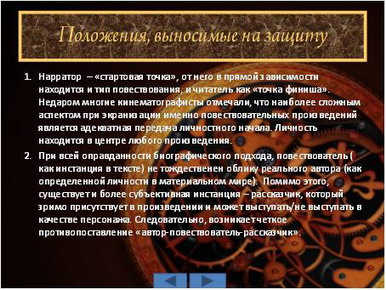 Положения, выносимые на защиту
1. Нарратор – «стартовая точка», от него в прямой зависимости
находится и тип повествования, и читатель как «точка финиша».
Недаром многие кинематографисты отмечали, что наиболее сложным
аспектом при экранизации именно повествовательных произведений
является адекватная передача личностного начала. Личность
находится в центре любого произведения.
2. При всей оправданности биографического подхода, повествователь (
как инстанция в тексте) не тождественен облику реального автора (как
определенной личности в материальном мире). Помимо этого,
существует и более субъективная инстанция – рассказчик, который
зримо присутствует в произведении и может выступать/не выступать в
качестве персонажа. Следовательно, возникает четкое
противопоставление «автор-повествователь-рассказчик».